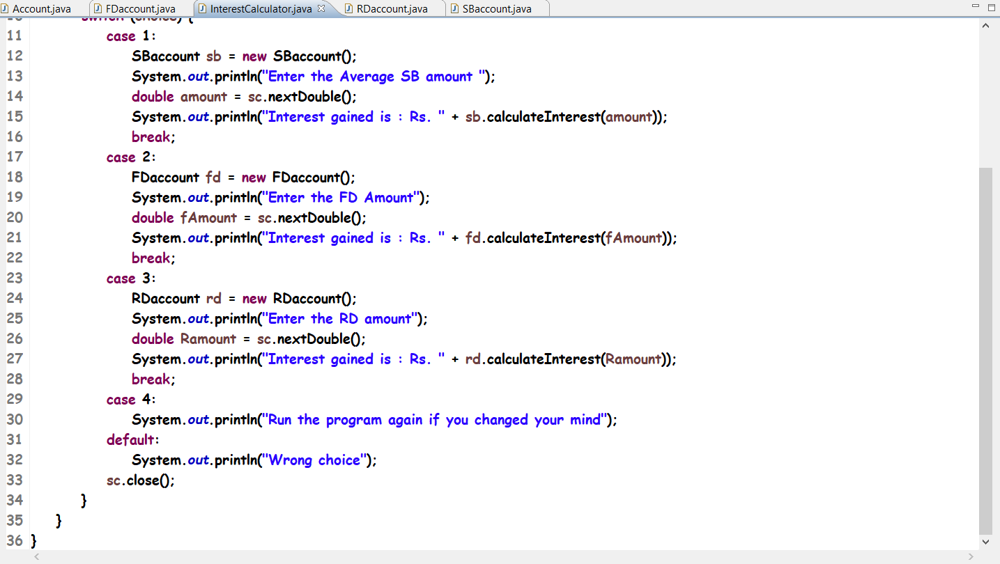 Account.java FDaccount.java InterestCalculator.java RDaccount.java SBaccount.java
10 switch (choice) {
11 case 1:
12 SBaccount sb = new SBaccount();
13 System.out.println("Enter the Average SB amount ");
14 double amount = sc.nextDouble();
15 System.out.println("Interest gained is : Rs. " + sb.calculateInterest(amount));
16 break;
17 case 2:
18 FDaccount fd = new FDaccount();
19 System.out.println("Enter the FD Amount");
20 double fAmount = sc.nextDouble();
21 System.out.println("Interest gained is : Rs. " + fd.calculateInterest(fAmount));
22 break;
23 case 3:
24 RDaccount rd = new RDaccount();
25 System.out.println("Enter the RD amount");
26 double Ramount = sc.nextDouble();
27 System.out.println("Interest gained is : Rs. " + rd.calculateInterest(Ramount));
28 break;
29 case 4:
30 System.out.println("Run the program again if you changed your mind");
31 default:
32 System.out.println("Wrong choice");
33 sc.close();
34 }
35 }
36 }